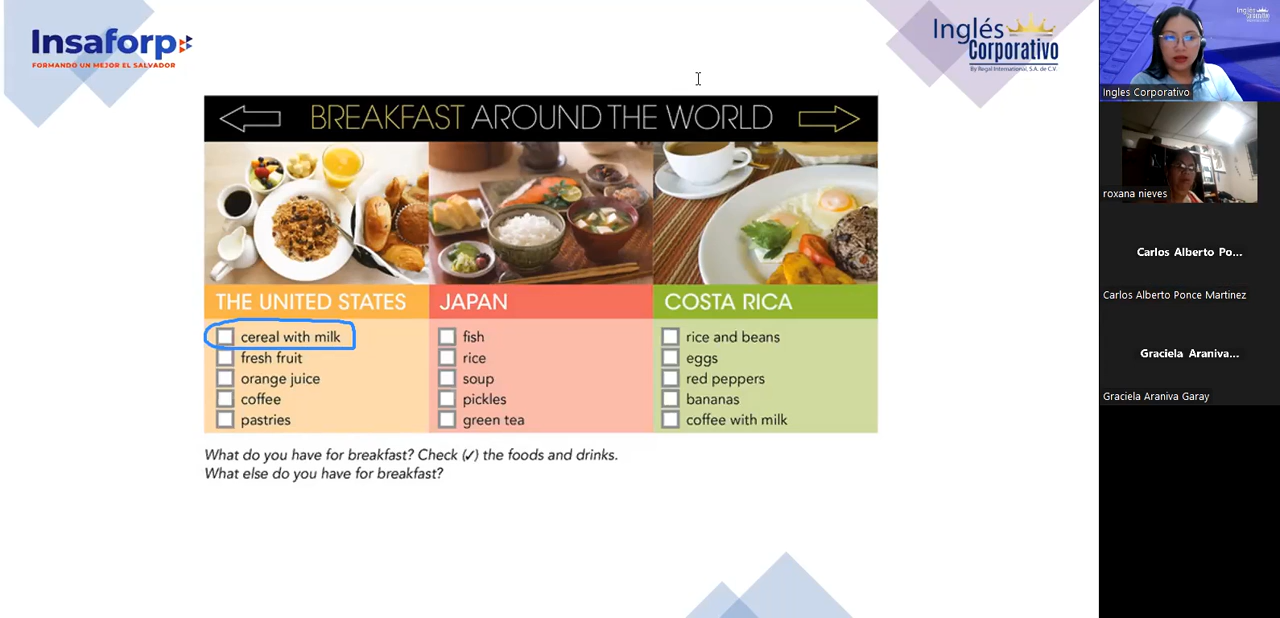 Insaforp
FORMANDO UN MEJOR EL SALVADOR
Inglés
Corporativo
By Regal International, S.A. de C.V.
BREAKFAST AROUND THE WORLD
THE UNITED STATES
cereal with milk
fresh fruit
orange juice
coffee
pastries
JAPAN
fish
rice
soup
pickles
green tea
COSTA RICA
rice and beans
eggs
red peppers
bananas
coffee with milk
What do you have for breakfast? Check (✓) the foods and drinks.
What else do you have for breakfast?
Ingles Corporativo
roxana nieves
Carlos Alberto Po...
Carlos Alberto Ponce Martinez
Graciela Araniva...
Graciela Araniva Garay